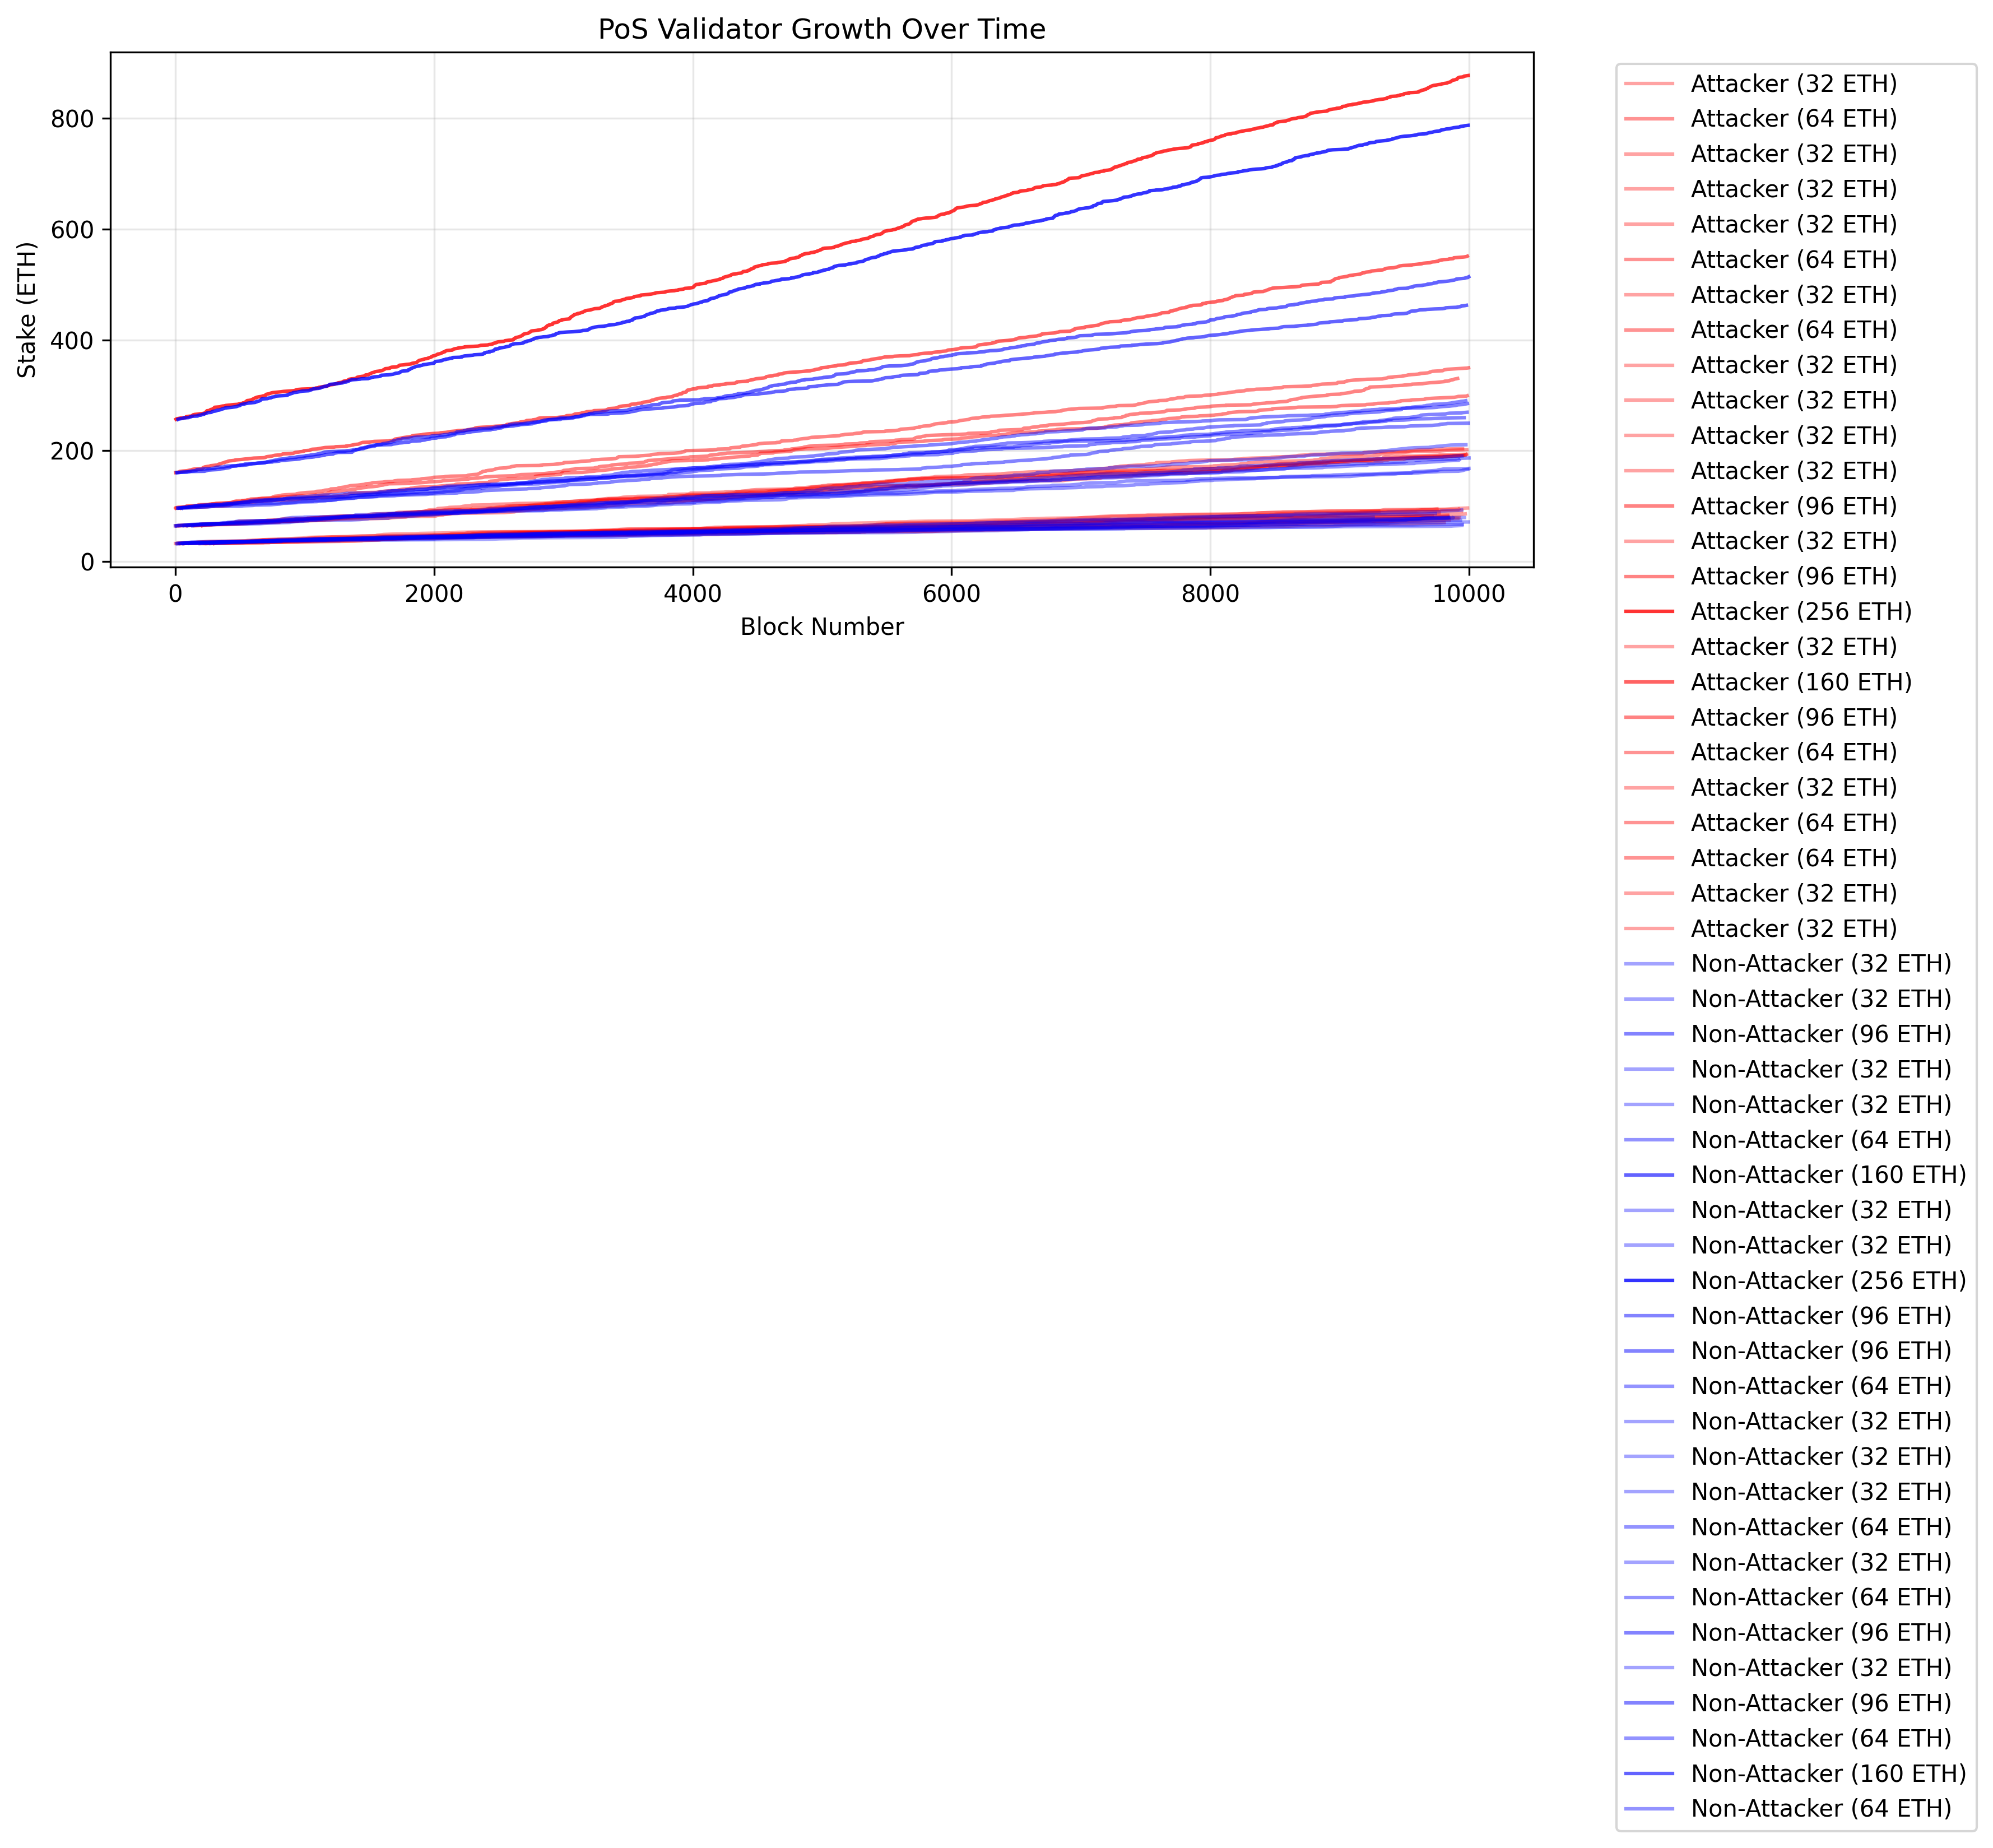 PoS Validator Growth Over Time
Stake (ETH)
800
600
400
200
0
0 2000 4000 6000 8000 10000
Block Number
Attacker (32 ETH)
Attacker (64 ETH)
Attacker (32 ETH)
Attacker (32 ETH)
Attacker (32 ETH)
Attacker (64 ETH)
Attacker (32 ETH)
Attacker (64 ETH)
Attacker (32 ETH)
Attacker (32 ETH)
Attacker (32 ETH)
Attacker (32 ETH)
Attacker (96 ETH)
Attacker (32 ETH)
Attacker (96 ETH)
Attacker (256 ETH)
Attacker (32 ETH)
Attacker (160 ETH)
Attacker (96 ETH)
Attacker (64 ETH)
Attacker (32 ETH)
Attacker (64 ETH)
Attacker (64 ETH)
Attacker (32 ETH)
Attacker (32 ETH)
Non-Attacker (32 ETH)
Non-Attacker (32 ETH)
Non-Attacker (96 ETH)
Non-Attacker (32 ETH)
Non-Attacker (32 ETH)
Non-Attacker (64 ETH)
Non-Attacker (160 ETH)
Non-Attacker (32 ETH)
Non-Attacker (32 ETH)
Non-Attacker (256 ETH)
Non-Attacker (96 ETH)
Non-Attacker (96 ETH)
Non-Attacker (64 ETH)
Non-Attacker (32 ETH)
Non-Attacker (32 ETH)
Non-Attacker (32 ETH)
Non-Attacker (64 ETH)
Non-Attacker (32 ETH)
Non-Attacker (64 ETH)
Non-Attacker (96 ETH)
Non-Attacker (32 ETH)
Non-Attacker (96 ETH)
Non-Attacker (64 ETH)
Non-Attacker (160 ETH)
Non-Attacker (64 ETH)